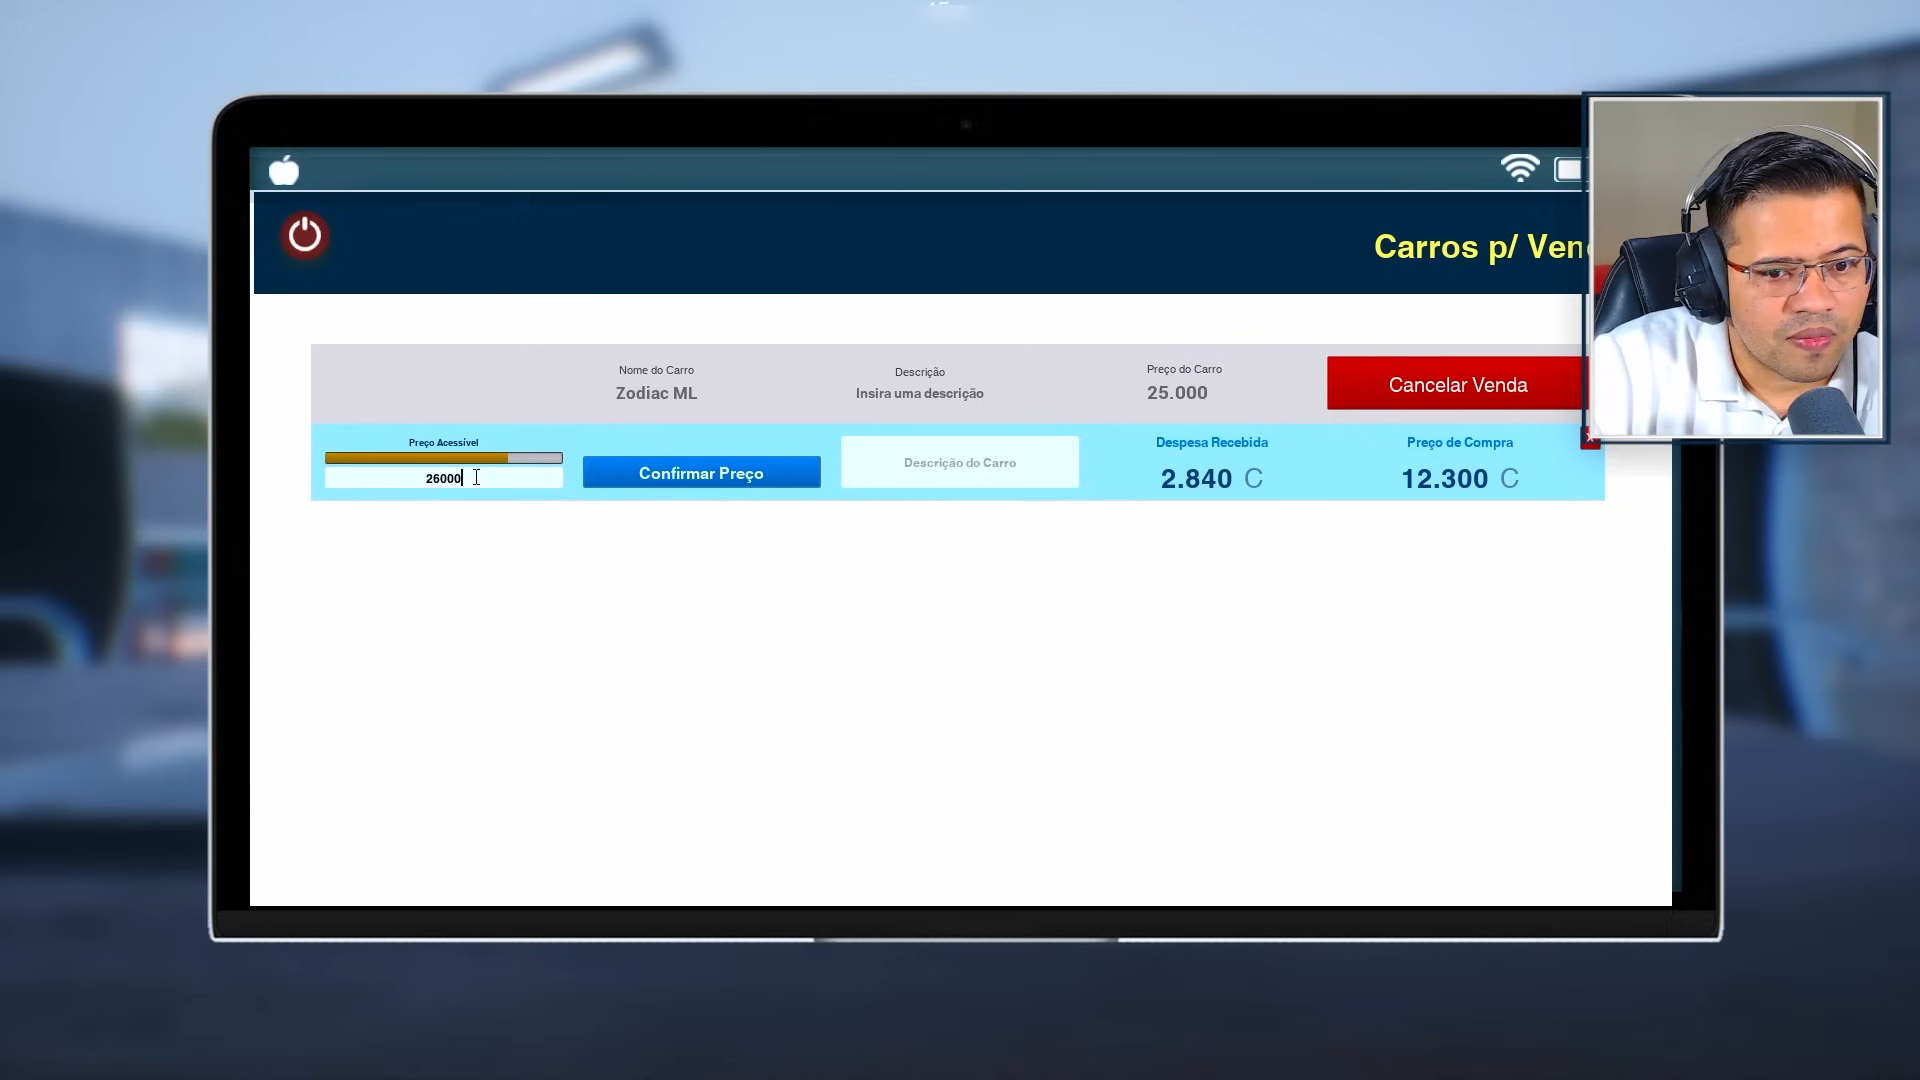 Carros p/ Ven
Nome do Carro
Zodiac ML
Descrição
Insira uma descrição
Preço do Carro
25.000
Cancelar Venda
Preço Acessível
26000
Confirmar Preço
Descrição do Carro
Despesa Recebida
2.840 C
Preço de Compra
12.300 C
x